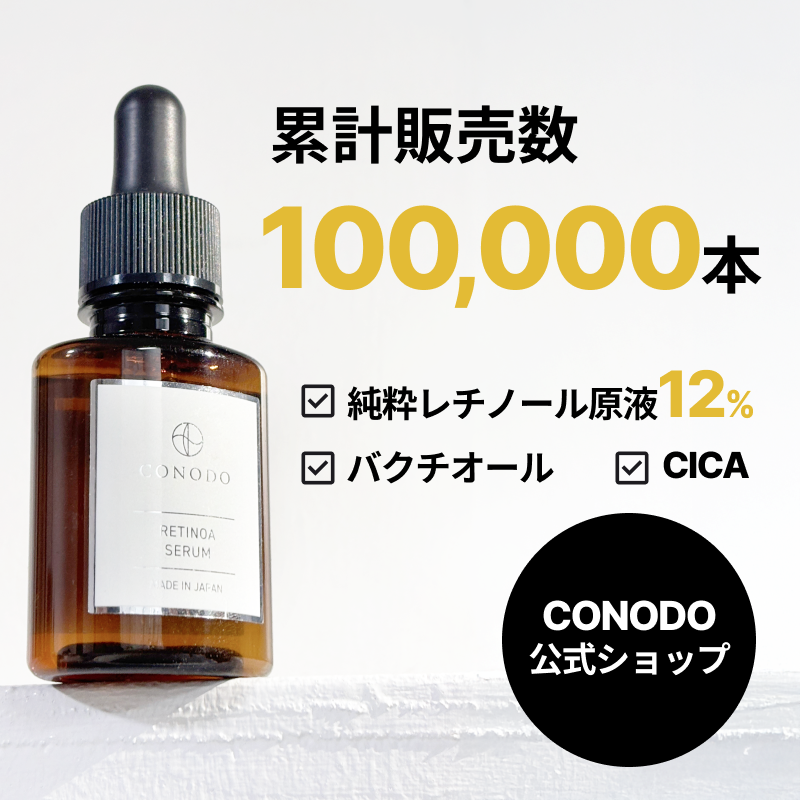 累計販売数
100,000本
純粋レチノール原液12%
バクチオール
CICA
CONODO
RETINOA
SERUM
MADE IN JAPAN
CONODO
公式ショップ